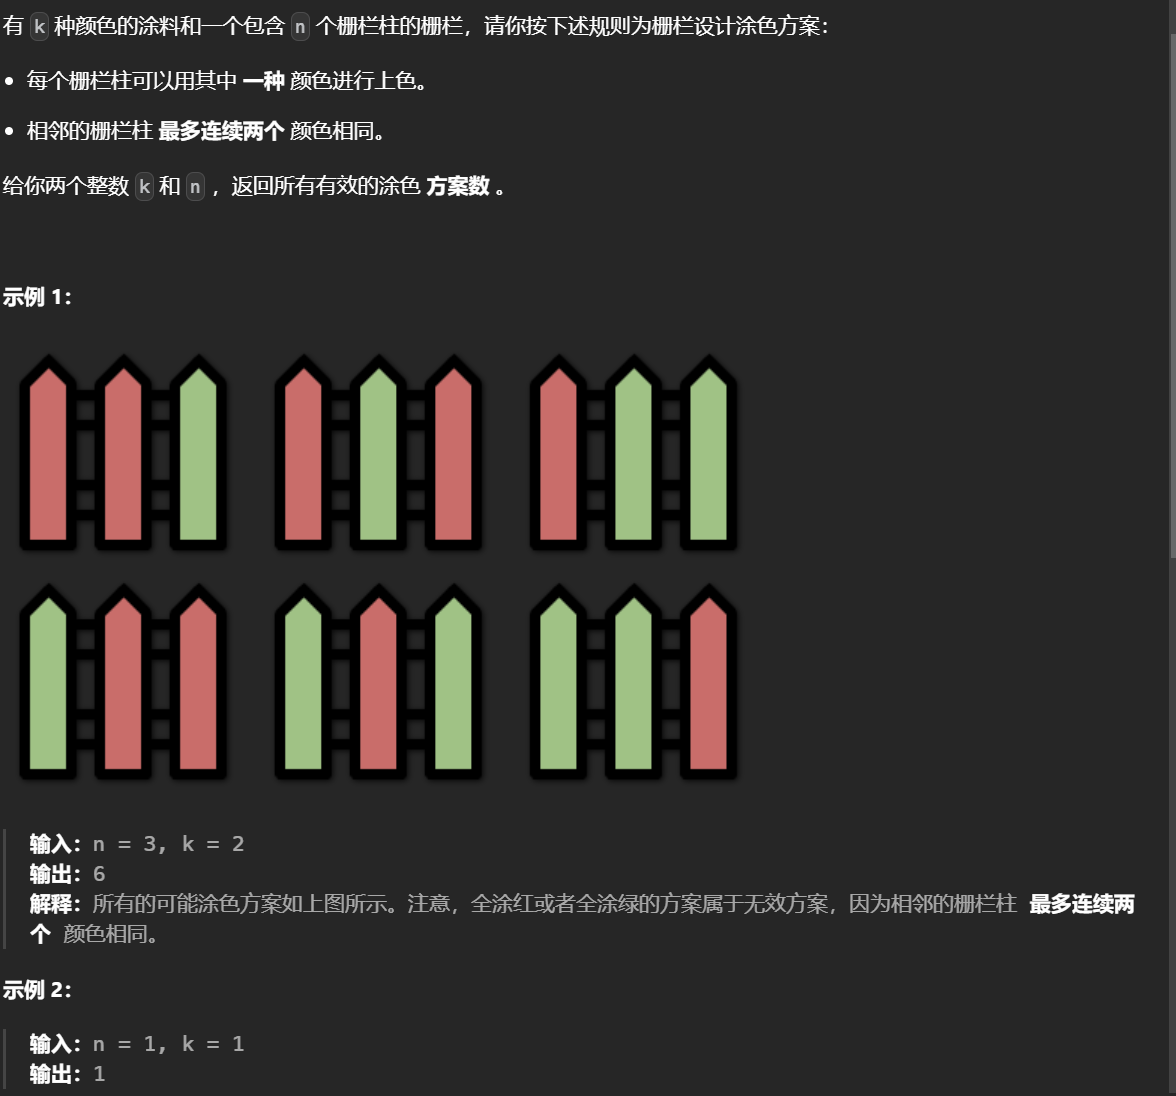 有 k 种颜色的涂料和一个包含 n 个栅栏柱的栅栏，请你按下述规则为栅栏设计涂色方案：
• 每个栅栏柱可以用其中 一种 颜色进行上色。
• 相邻的栅栏柱 最多连续两个 颜色相同。
给你两个整数 k 和 n ，返回所有有效的涂色 方案数 。
示例 1：
输入：n = 3, k = 2
输出：6
解释：所有的可能涂色方案如上图所示。注意，全涂红或者全涂绿的方案属于无效方案，因为相邻的栅栏柱 最多连续两
个 颜色相同。
示例 2：
输入：n = 1, k = 1
输出：1